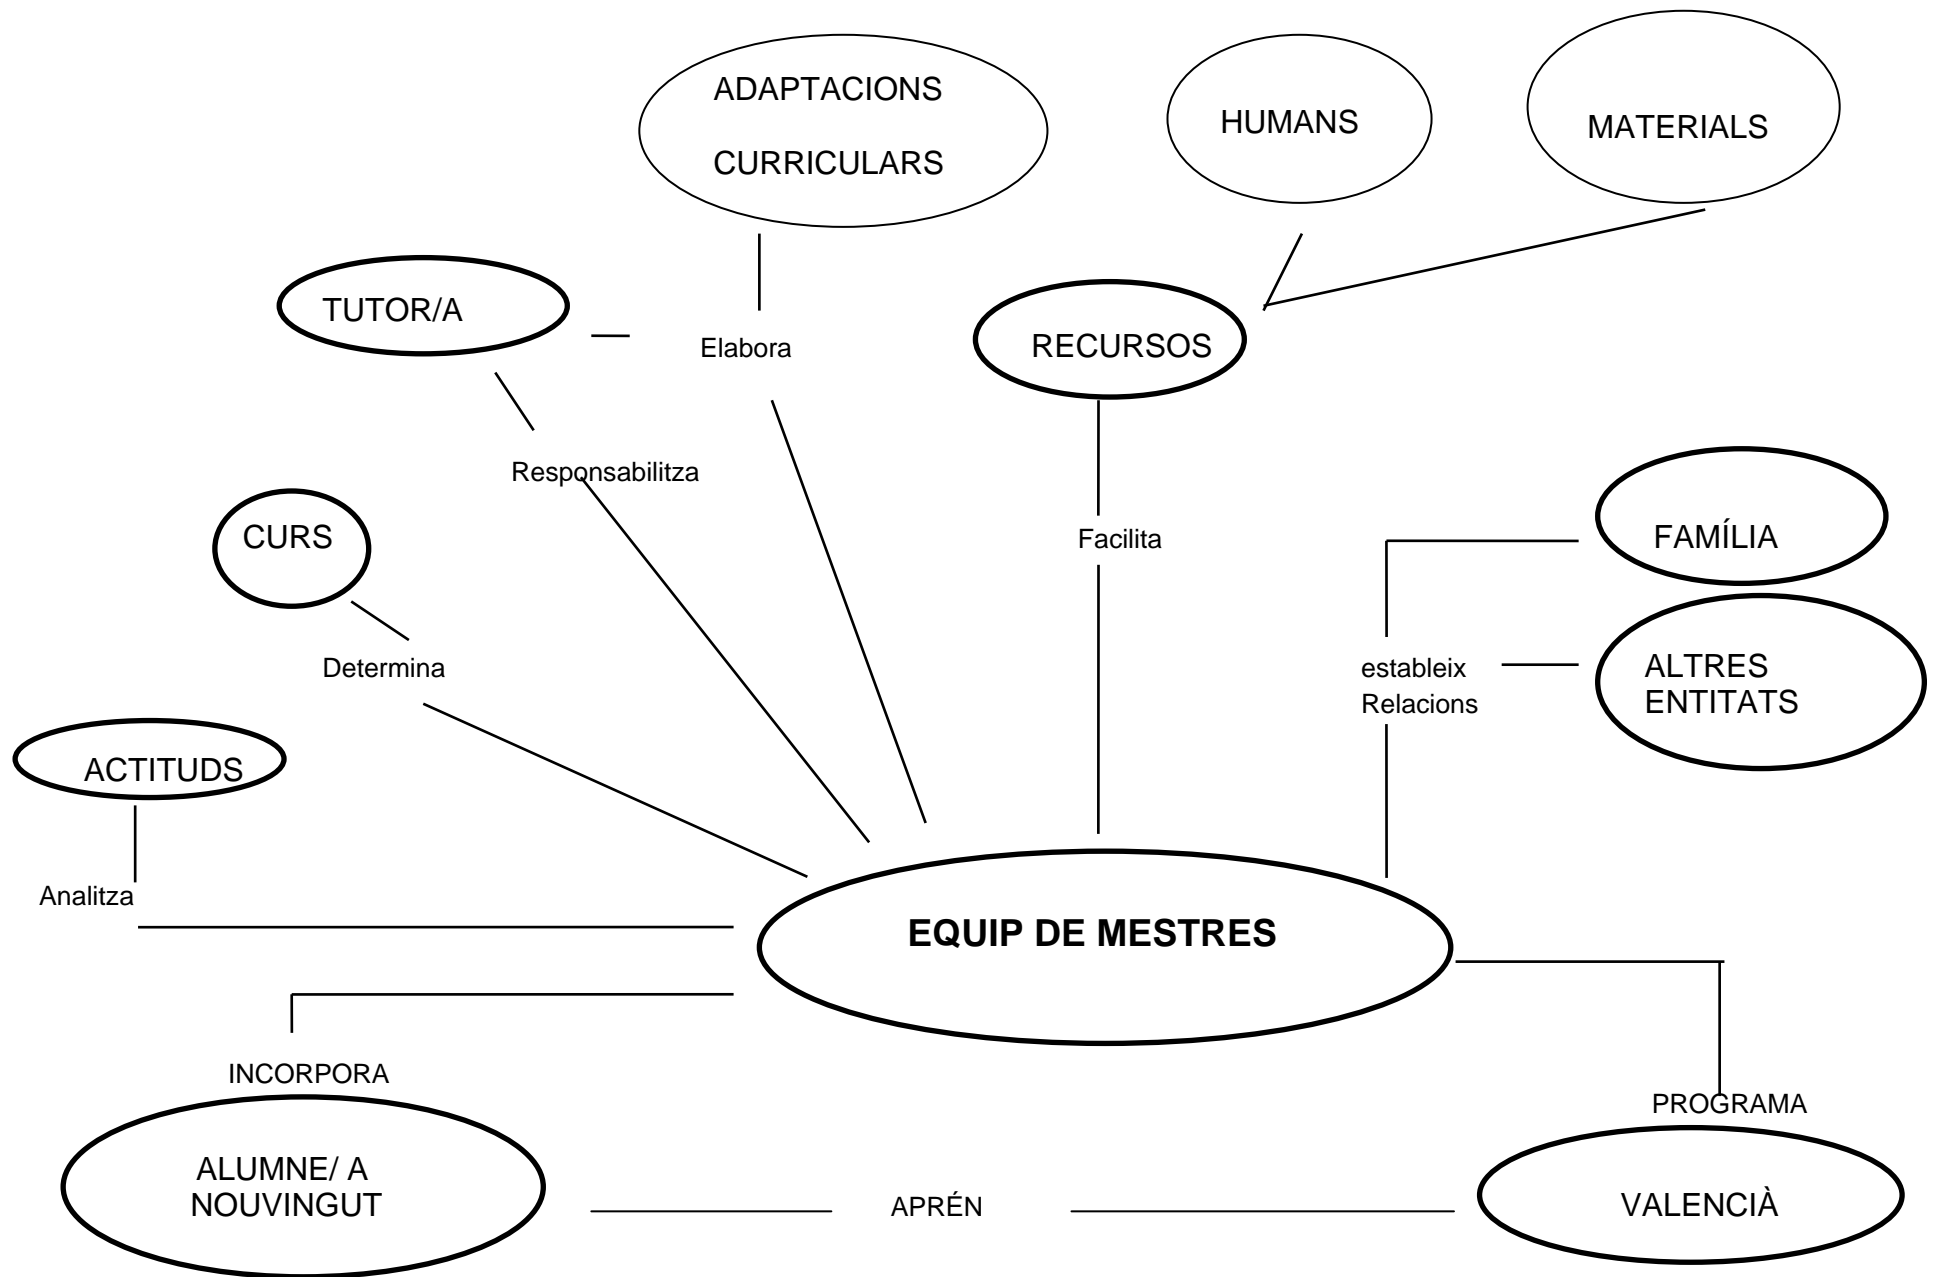 ADAPTACIONS
CURRICULARS
HUMANS
MATERIALS
TUTOR/A
Elabora
RECURSOS
Responsabilitza
CURS
Facilita
FAMÍLIA
Determina
estableix
Relacions
ALTRES
ENTITATS
ACTITUDS
Analitza
EQUIP DE MESTRES
INCORPORA
PROGRAMA
ALUMNE/ A
NOUVINGUT
APRÉN
VALENCIÀ